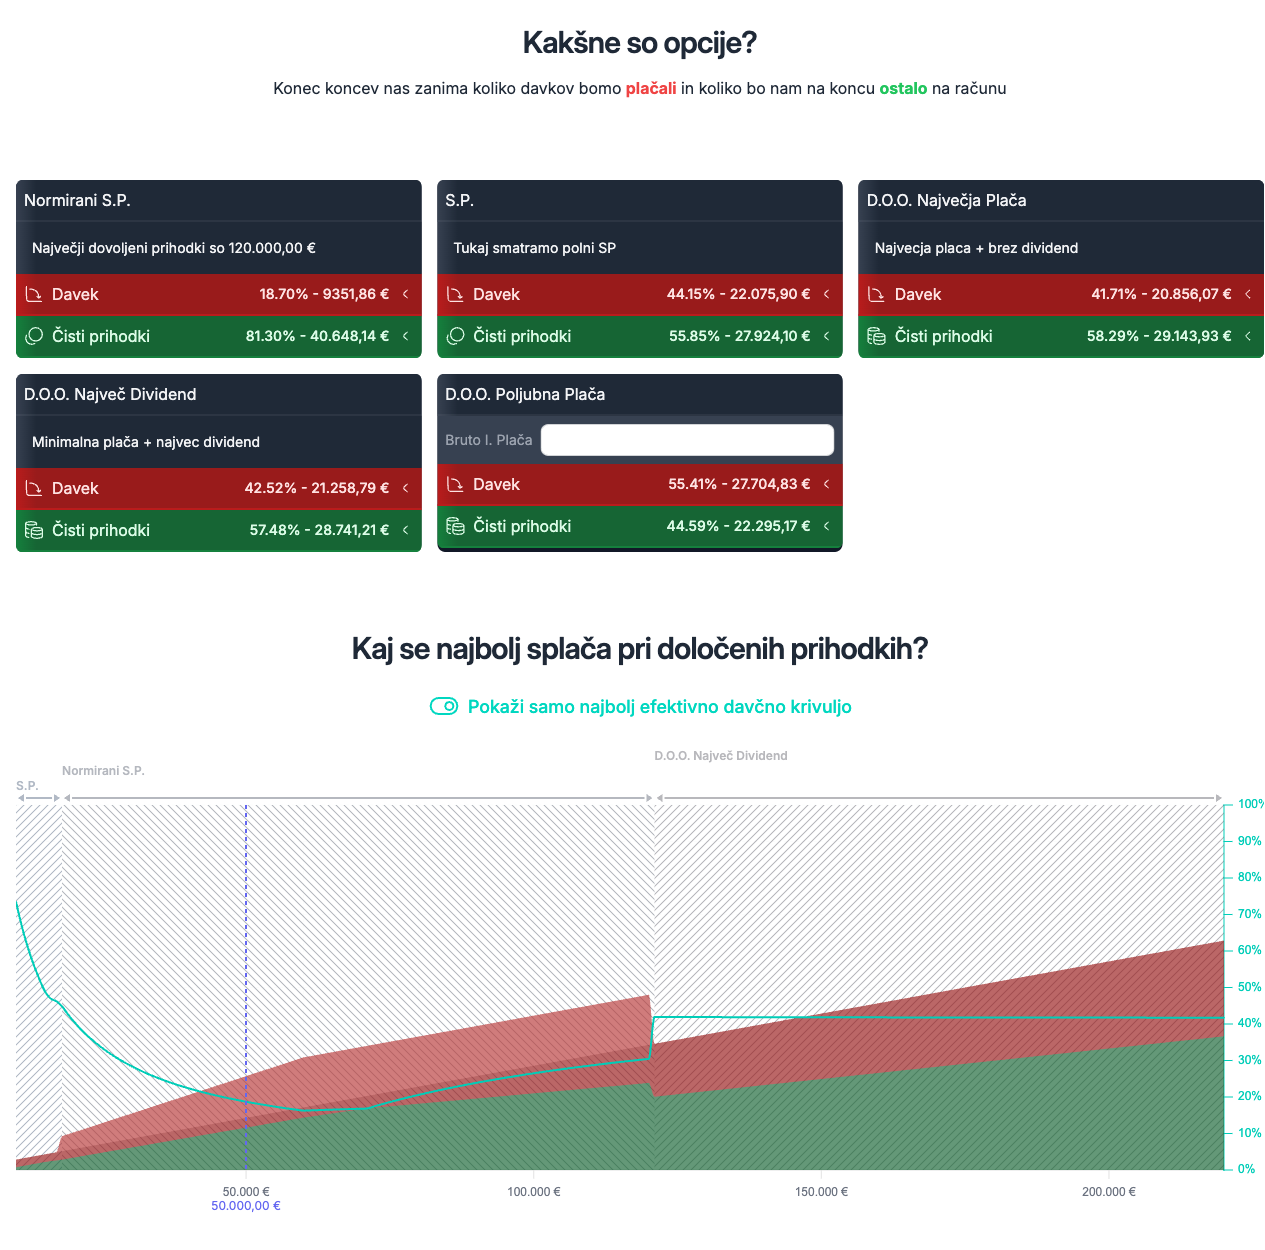 Kakšne so opcije?
Konec koncev nas zanima koliko davkov bomo plačali in koliko bo nam na koncu ostalo na računu
Normirani S.P.
Največji dovoljeni prihodki so 120.000,00 €
Davek 18.70% - 9351,86 €
Čisti prihodki 81.30% - 40.648,14 €
S.P.
Tukaj smatramo polni SP
Davek 44.15% - 22.075,90 €
Čisti prihodki 55.85% - 27.924,10 €
D.O.O. Največja Plača
Najvecja placa + brez dividend
Davek 41.71% - 20.856,07 €
Čisti prihodki 58.29% - 29.143,93 €
D.O.O. Največ Dividend
Minimalna plača + najvec dividend
Davek 42.52% - 21.258,79 €
Čisti prihodki 57.48% - 28.741,21 €
D.O.O. Poljubna Plača
Bruto I. Plača
Davek 55.41% - 27.704,83 €
Čisti prihodki 44.59% - 22.295,17 €
Kaj se najbolj splača pri določenih prihodkih?
Pokaži samo najbolj efektivno davčno krivuljo
D.O.O. Največ Dividend
Normirani S.P.
S.P.
100%
90%
80%
70%
60%
50%
40%
30%
20%
10%
0%
50.000 € 100.000 € 150.000 € 200.000 €
50.000,00 €